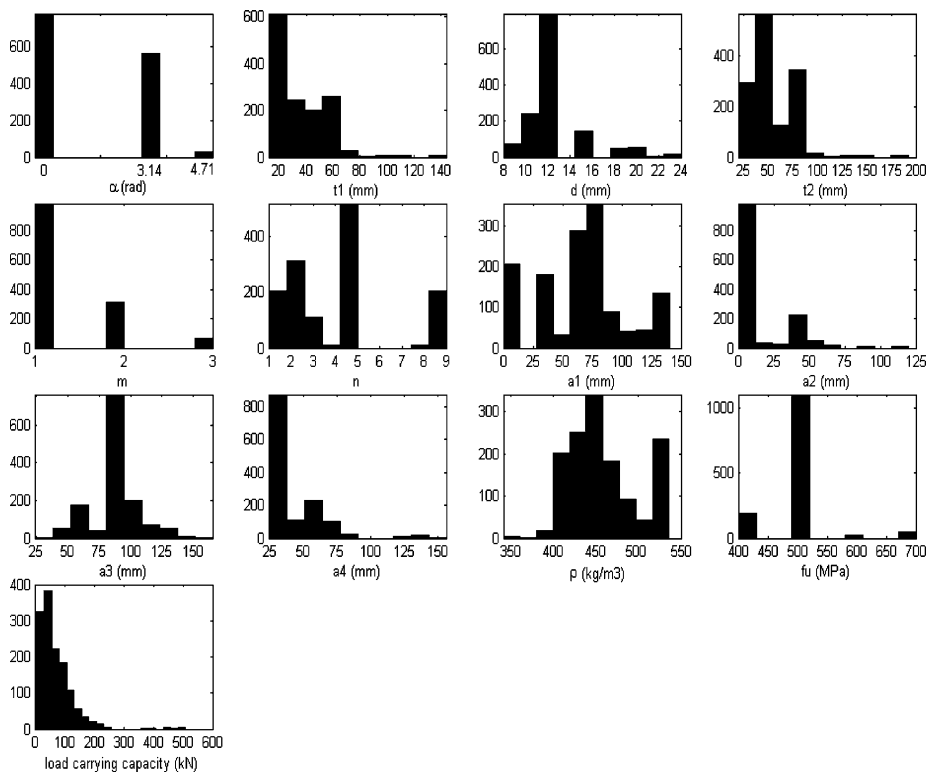 600
400
200
0
0
3.14
4.71
α (rad)
600
500
400
300
200
100
0
20 40 60 80 100 120 140
t1 (mm)
600
400
200
0
8 10 12 14 16 18 20 22 24
d (mm)
400
200
0
25 50 75 100 125 150 175 200
t2 (mm)
800
600
400
200
0
1 2 3
m
400
200
0
1 2 3 4 5 6 7 8 9
n
300
200
100
0
0 25 50 75 100 125 150
a1 (mm)
800
600
400
200
0
0 25 50 75 100 125
a2 (mm)
600
400
200
0
25 50 75 100 125 150
a3 (mm)
800
600
400
200
0
25 50 75 100 125 150
a4 (mm)
300
200
100
0
350 400 450 500 550
ρ (kg/m3)
1000
500
0
400 450 500 550 600 650 700
fu (MPa)
400
300
200
100
0
0 100 200 300 400 500 600
load carrying capacity (kN)